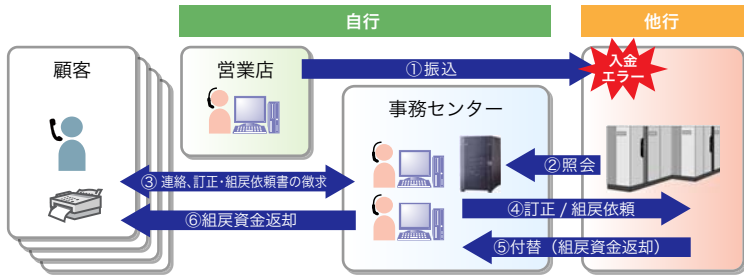 自行
他行
顧客
営業店
①振込
入金
エラー
事務センター
②照会
③ 連絡、訂正・組戻依頼書の徴求
④訂正 / 組戻依頼
⑥組戻資金返却
⑤付替（組戻資金返却）